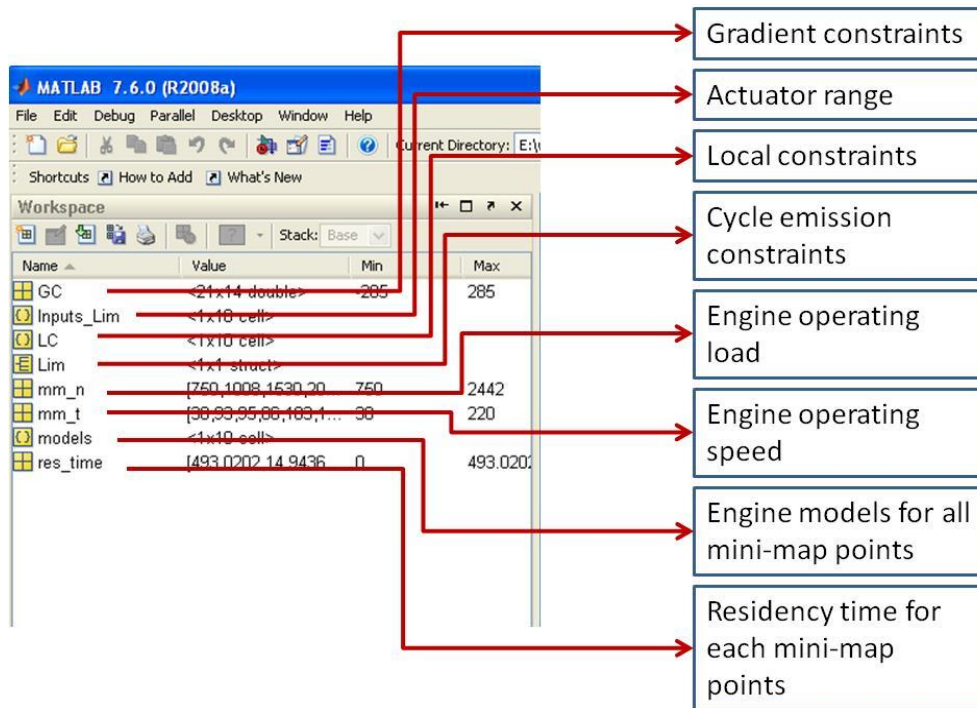 Gradient constraints
MATLAB 7.6.0 (R2008a)
Actuator range
File Edit Debug Parallel Desktop Window Help
Current Directory: E:\
Local constraints
Shortcuts How to Add What's New
Workspace
Stack: Base
Cycle emission
constraints
Name Value Min Max
GC <21x14 double> -285 285
Inputs_Lim <1x10 cell>
LC <1x10 cell>
Lim <1x1 struct>
mm_n [750,1008,1530,20... 750 2442
mm_t [38,93,95,86,183,1... 38 220
models <1x10 cell>
res_time [493.0202,14.9436... 0 493.0202
Engine operating
load
Engine operating
speed
Engine models for all
mini-map points
Residency time for
each mini-map
points